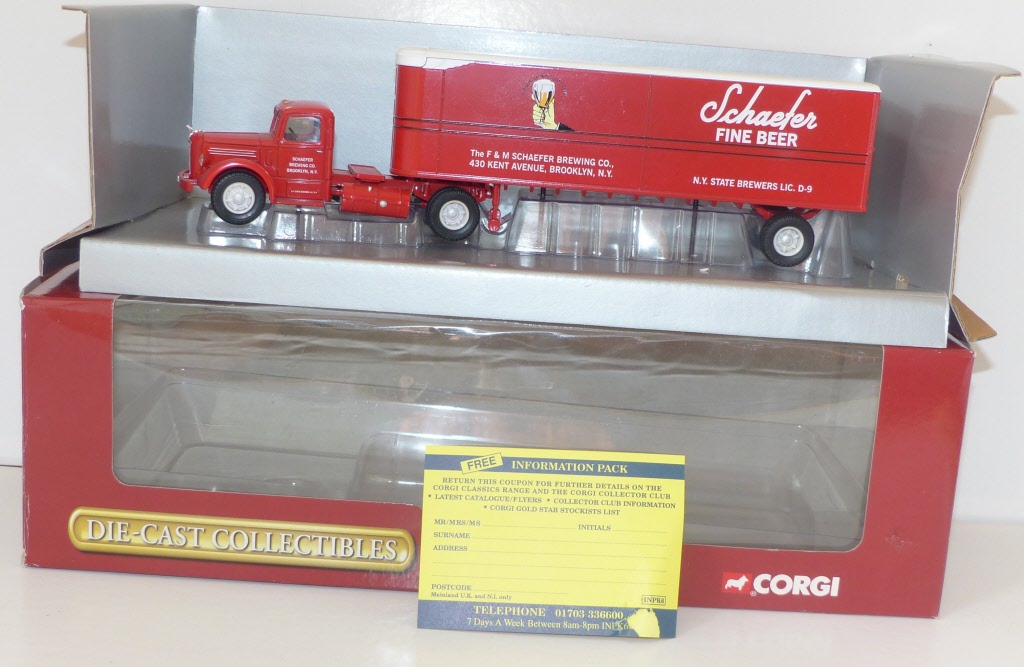 Schaefer
FINE BEER
The F & M SCHAEFER BREWING CO.,
430 KENT AVENUE, BROOKLYN, N.Y.
N.Y. STATE BREWERS LIC. D-9
SCHAEFER
BREWING CO.
BROOKLYN, N.Y.
FREE INFORMATION PACK
RETURN THIS COUPON FOR FURTHER DETAILS ON THE
CORGI CLASSICS RANGE AND THE CORGI COLLECTOR CLUB
• LATEST CATALOGUE/FLYERS • COLLECTOR CLUB INFORMATION
• CORGI GOLD STAR STOCKISTS LIST
MR/MRS/MS INITIALS
SURNAME
ADDRESS
POSTCODE
Mainland U.K. and N.I. only
INPK6
TELEPHONE 01703 336600
7 Days A Week Between 8am-8pm
DIE-CAST COLLECTIBLES
CORGI